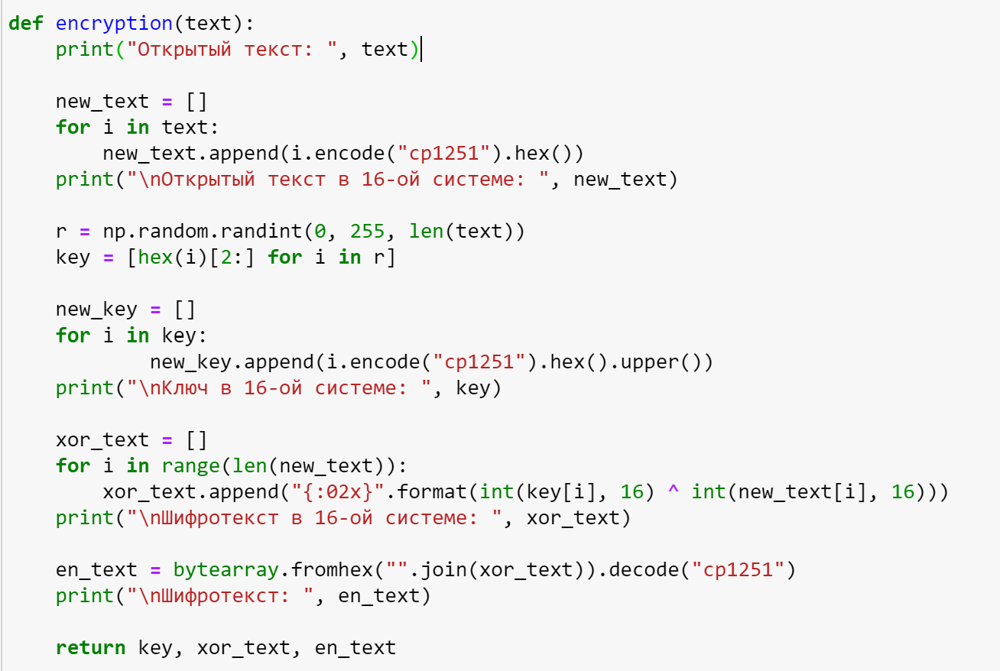 def encryption(text):
    print("Открытый текст: ", text)
    new_text = []
    for i in text:
        new_text.append(i.encode("cp1251").hex())
    print("\nОткрытый текст в 16-ой системе: ", new_text)
    r = np.random.randint(0, 255, len(text))
    key = [hex(i)[2:] for i in r]
    new_key = []
    for i in key:
            new_key.append(i.encode("cp1251").hex().upper())
    print("\nКлюч в 16-ой системе: ", key)
    xor_text = []
    for i in range(len(new_text)):
        xor_text.append("{:02x}".format(int(key[i], 16) ^ int(new_text[i], 16)))
    print("\nШифротекст в 16-ой системе: ", xor_text)
    en_text = bytearray.fromhex("".join(xor_text)).decode("cp1251")
    print("\nШифротекст: ", en_text)
    return key, xor_text, en_text